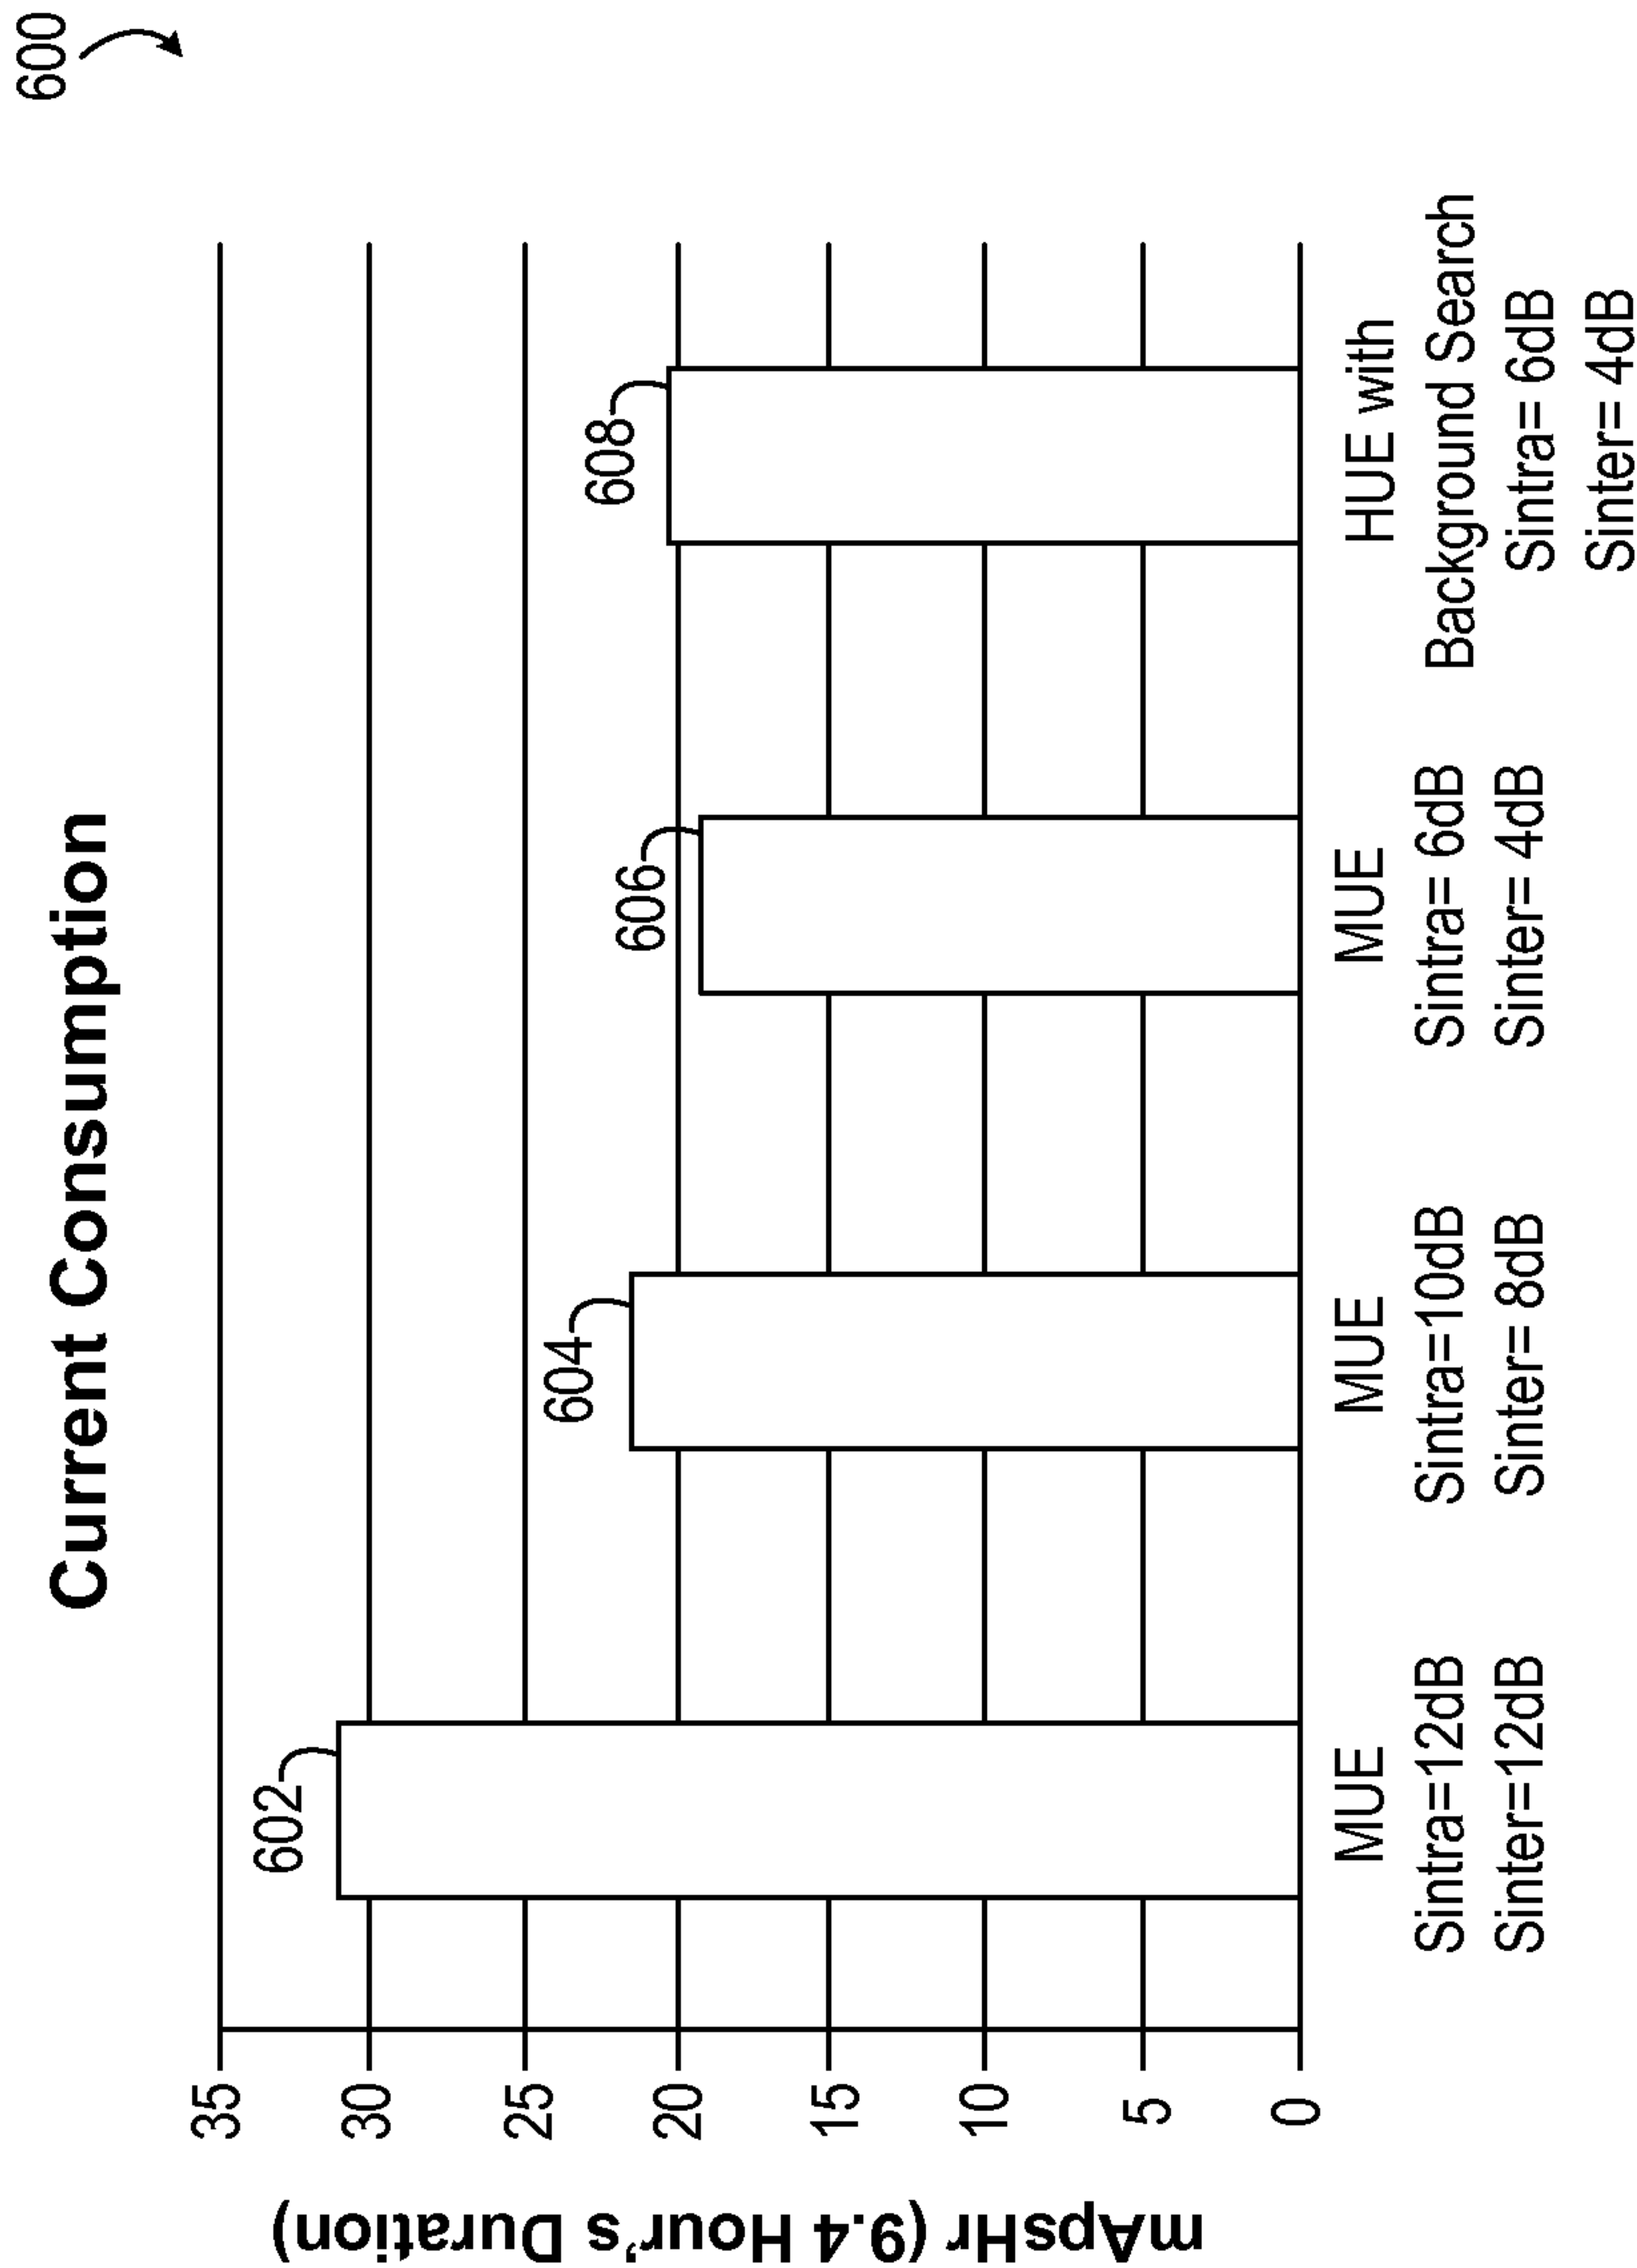 600
Current Consumption
mApsHr (9.4 Hour's Duration)
35
30
25
20
15
10
5
0
602
604
606
608
MUE
Sintra=12dB
Sinter=12dB
MUE
Sintra=10dB
Sinter= 8dB
MUE
Sintra= 6dB
Sinter= 4dB
HUE with
Background Search
Sintra= 6dB
Sinter= 4dB